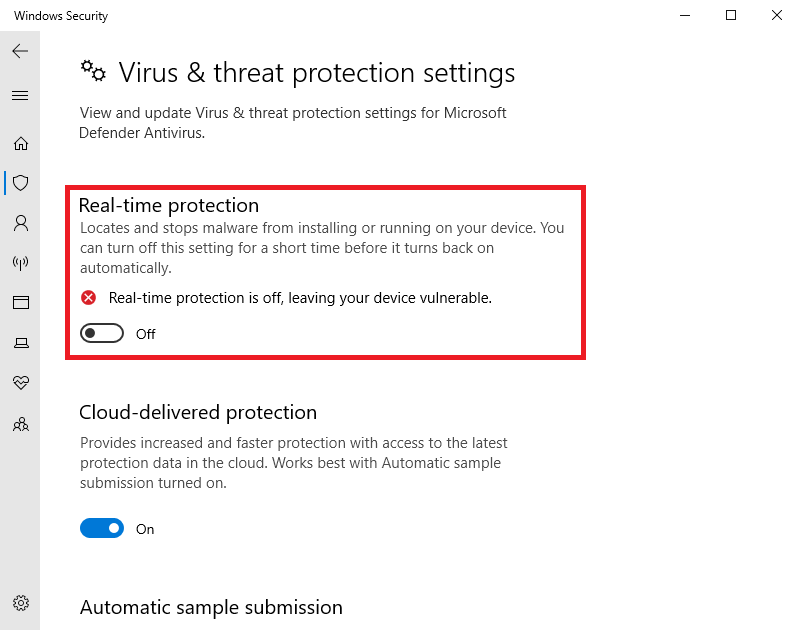 Windows Security
Virus & threat protection settings
View and update Virus & threat protection settings for Microsoft
Defender Antivirus.
Real-time protection
Locates and stops malware from installing or running on your device. You
can turn off this setting for a short time before it turns back on
automatically.
Real-time protection is off, leaving your device vulnerable.
Off
Cloud-delivered protection
Provides increased and faster protection with access to the latest
protection data in the cloud. Works best with Automatic sample
submission turned on.
On
Automatic sample submission